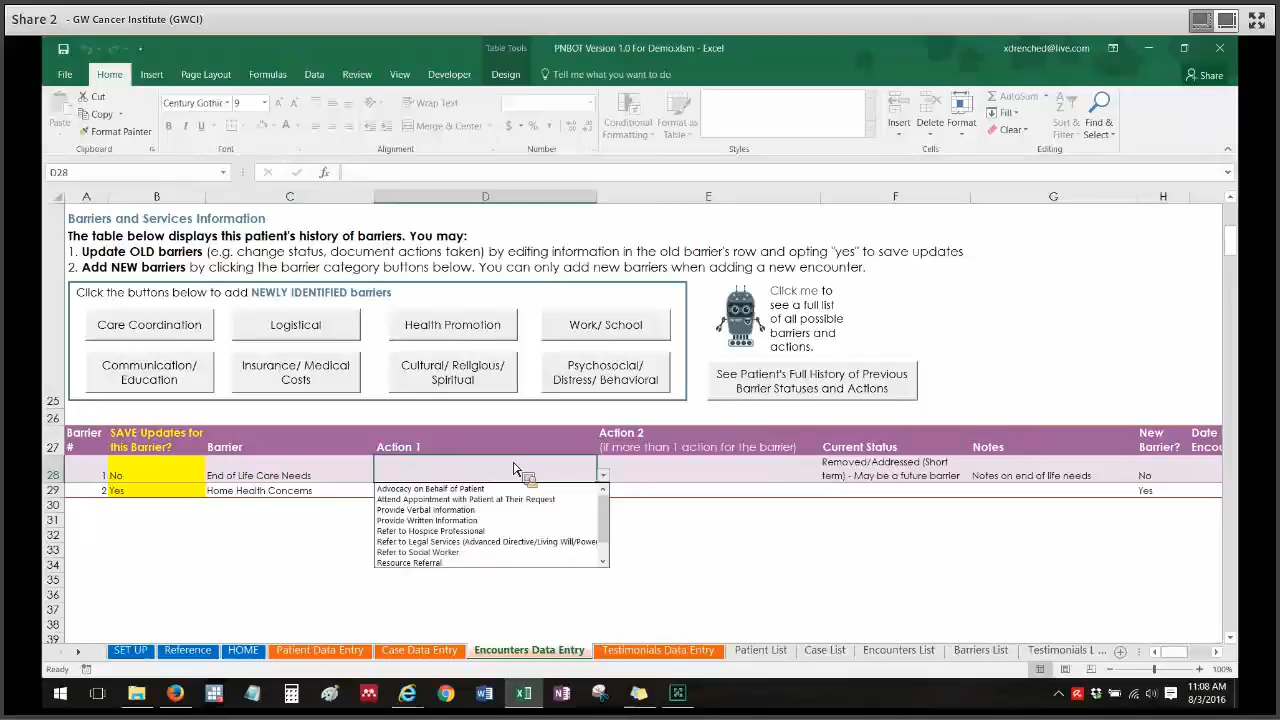 Share 2 - GW Cancer Institute (GWCI)
Table Tools
PNBOT Version 1.0 For Demo.xlsm - Excel
xdrenched@live.com
File Home Insert Page Layout Formulas Data Review View Developer Design Tell me what you want to do Share
Cut
Copy
Format Painter
Paste
Clipboard
Century Gothic 9
B I U
Font
Wrap Text
Merge & Center
Alignment
$ % ,
Number
Conditional Formatting
Format as Table
Styles
Insert Delete Format
Cells
AutoSum
Fill
Clear
Sort & Filter
Find & Select
Editing
D28
fx
A B C D E F G H
Barriers and Services Information
The table below displays this patient's history of barriers. You may:
1. Update OLD barriers (e.g. change status, document actions taken) by editing information in the old barrier's row and opting "yes" to save updates
2. Add NEW barriers by clicking the barrier category buttons below. You can only add new barriers when adding a new encounter.
Click the buttons below to add NEWLY IDENTIFIED barriers
Care Coordination
Logistical
Health Promotion
Work/ School
Communication/ Education
Insurance/ Medical Costs
Cultural/ Religious/ Spiritual
Psychosocial/ Distress/ Behavioral
Click me to
see a full list
of all possible
barriers and
actions.
See Patient's Full History of Previous
Barrier Statuses and Actions
25
26
27
Barrier #
SAVE Updates for this Barrier?
Barrier
Action 1
Action 2
(if more than 1 action for the barrier)
Current Status
Notes
New Barrier?
Date
Enco
28
1 No
End of Life Care Needs
Removed/Addressed (Short
term) - May be a future barrier
Notes on end of life needs
No
29
2 Yes
Home Health Concerns
Yes
Advocacy on Behalf of Patient
Attend Appointment with Patient at Their Request
Provide Verbal Information
Provide Written Information
Refer to Hospice Professional
Refer to Legal Services (Advanced Directive/Living Will/Power
Refer to Social Worker
Resource Referral
30
31
32
33
34
35
36
37
38
39
SET UP Reference HOME Patient Data Entry Case Data Entry Encounters Data Entry Testimonials Data Entry Patient List Case List Encounters List Barriers List Testimonials L ...
Ready
100%
11:08 AM
8/3/2016